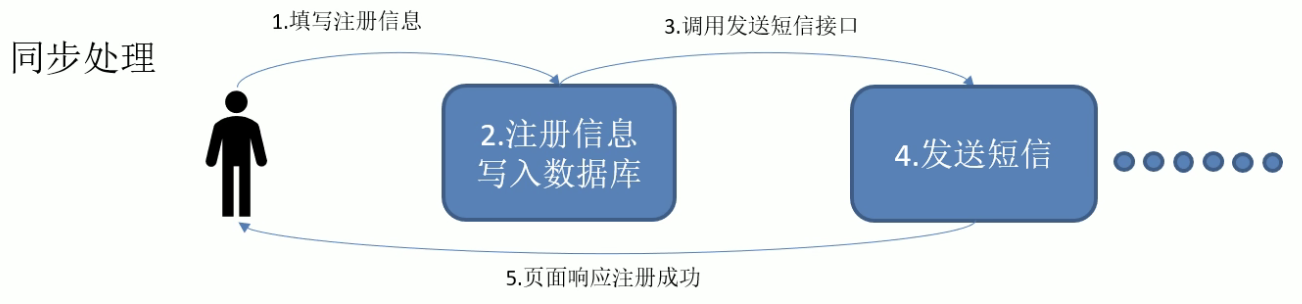 1.填写注册信息
3.调用发送短信接口
同步处理
2.注册信息
写入数据库
4.发送短信
5.页面响应注册成功